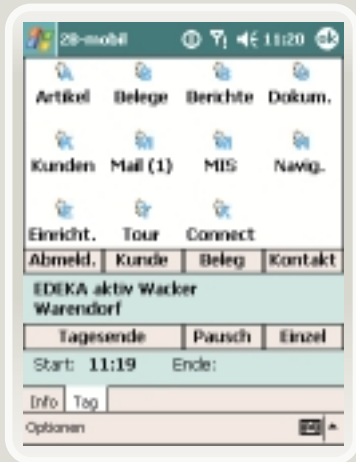 28-mobil 11:20 ok
Artikel Belege Berichte Dokum.
Kunden Mail (1) MIS Navig.
Einricht. Tour Connect
Abmeld. Kunde Beleg Kontakt
EDEKA aktiv Wacker
Warendorf
Tagesende Pausch Einzel
Start: 11:19 Ende:
Info Tag
Optionen